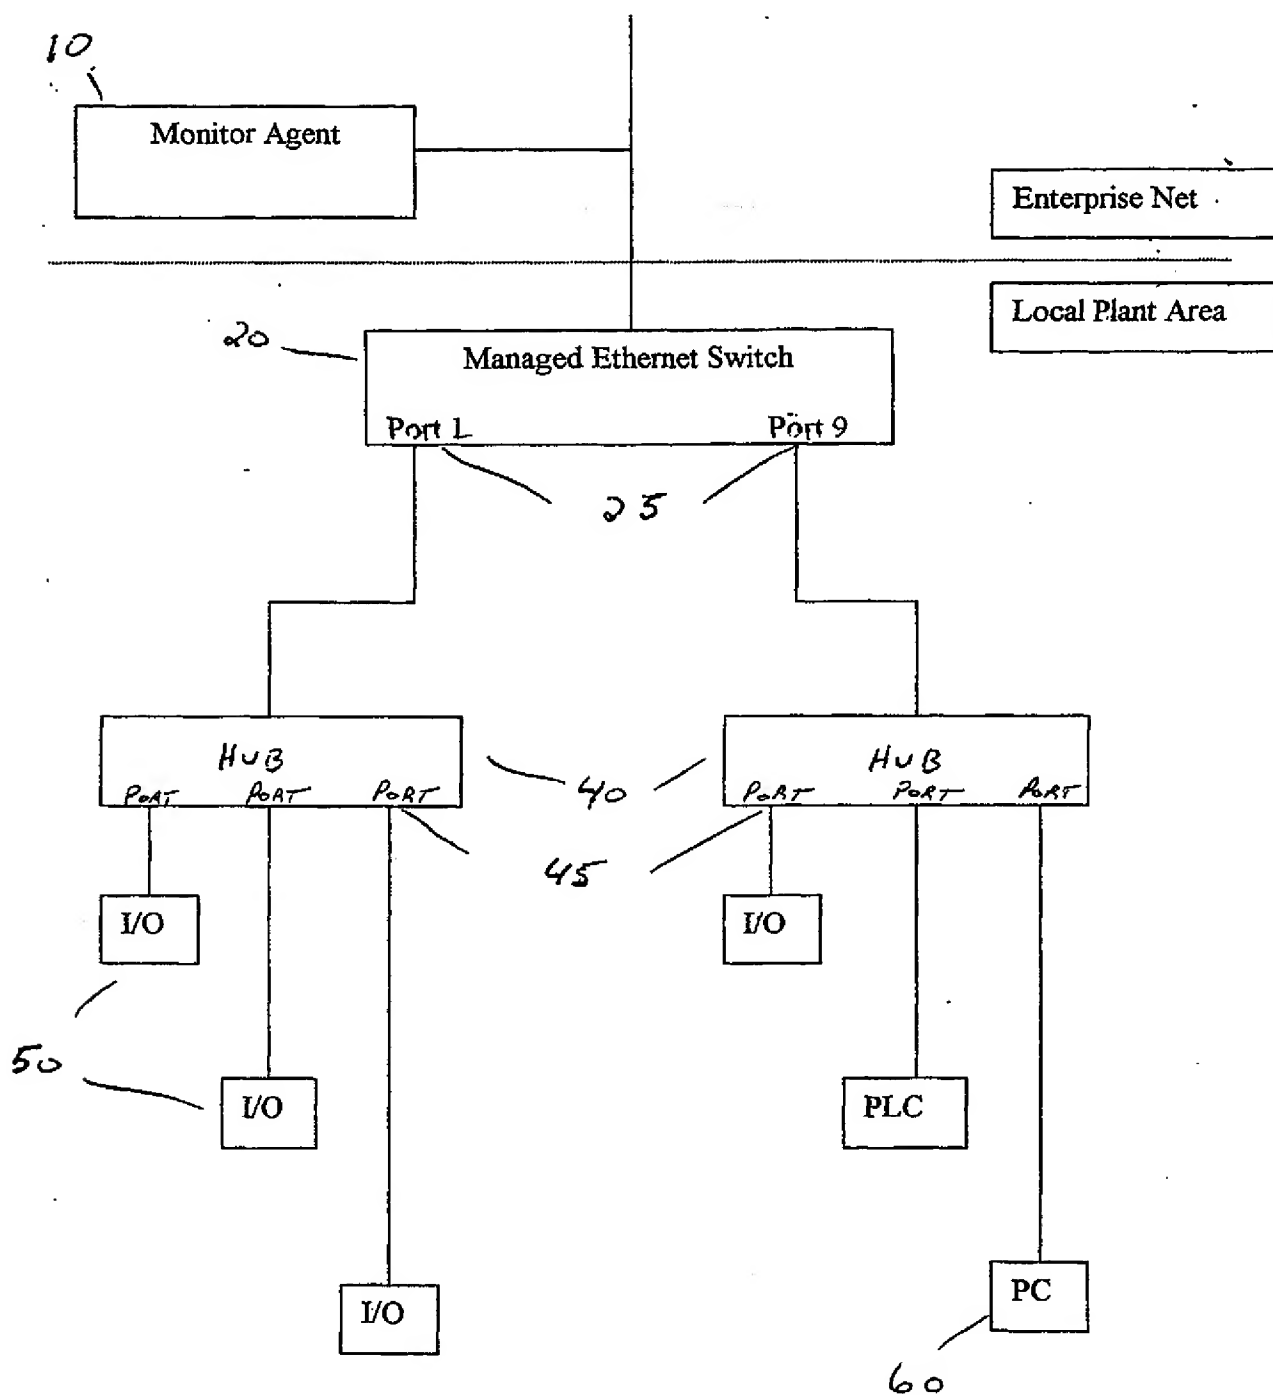 10
Monitor Agent
Enterprise Net
Local Plant Area
20
Managed Ethernet Switch
Port 1
Port 9
25
HUB
HUB
40
PORT
PORT
PORT
PORT
PORT
PORT
45
I/O
I/O
50
I/O
PLC
I/O
PC
60